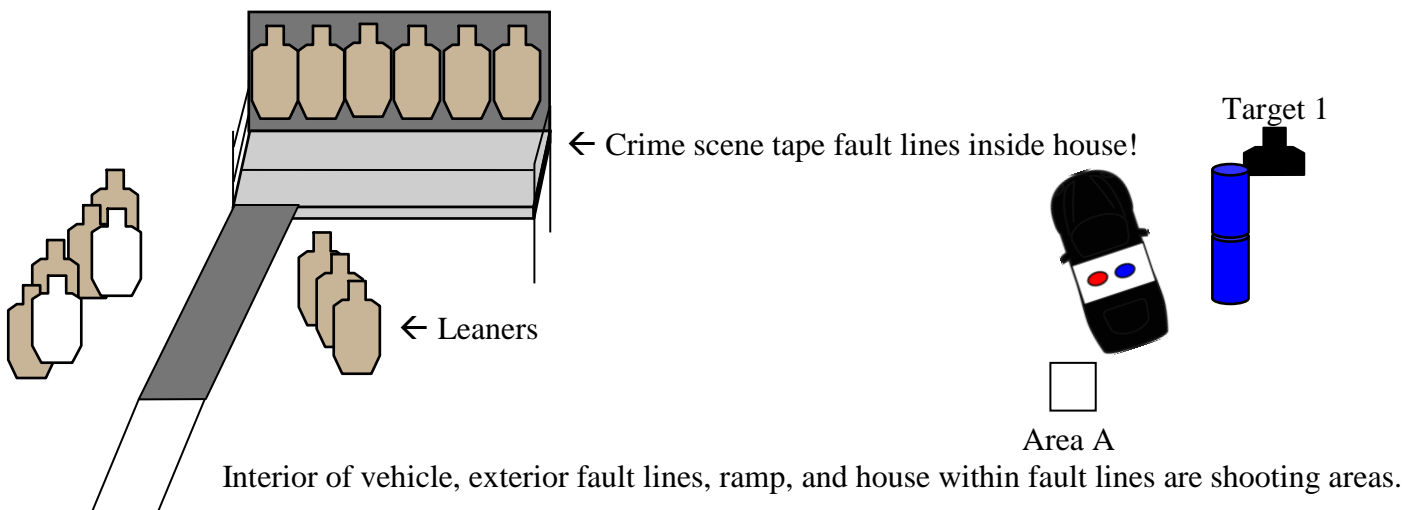 Target 1
← Crime scene tape fault lines inside house!
← Leaners
Area A
Interior of vehicle, exterior fault lines, ramp, and house within fault lines are shooting areas.